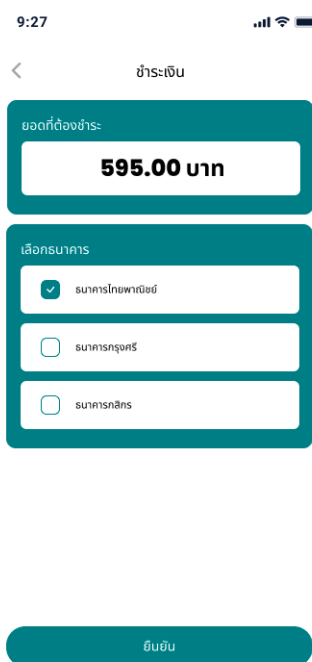 9:27
ชำระเงิน
ยอดที่ต้องชำระ
595.00 บาท
เลือกธนาคาร
ธนาคารไทยพาณิชย์
ธนาคารกรุงศรี
ธนาคารกสิกร
ยืนยัน